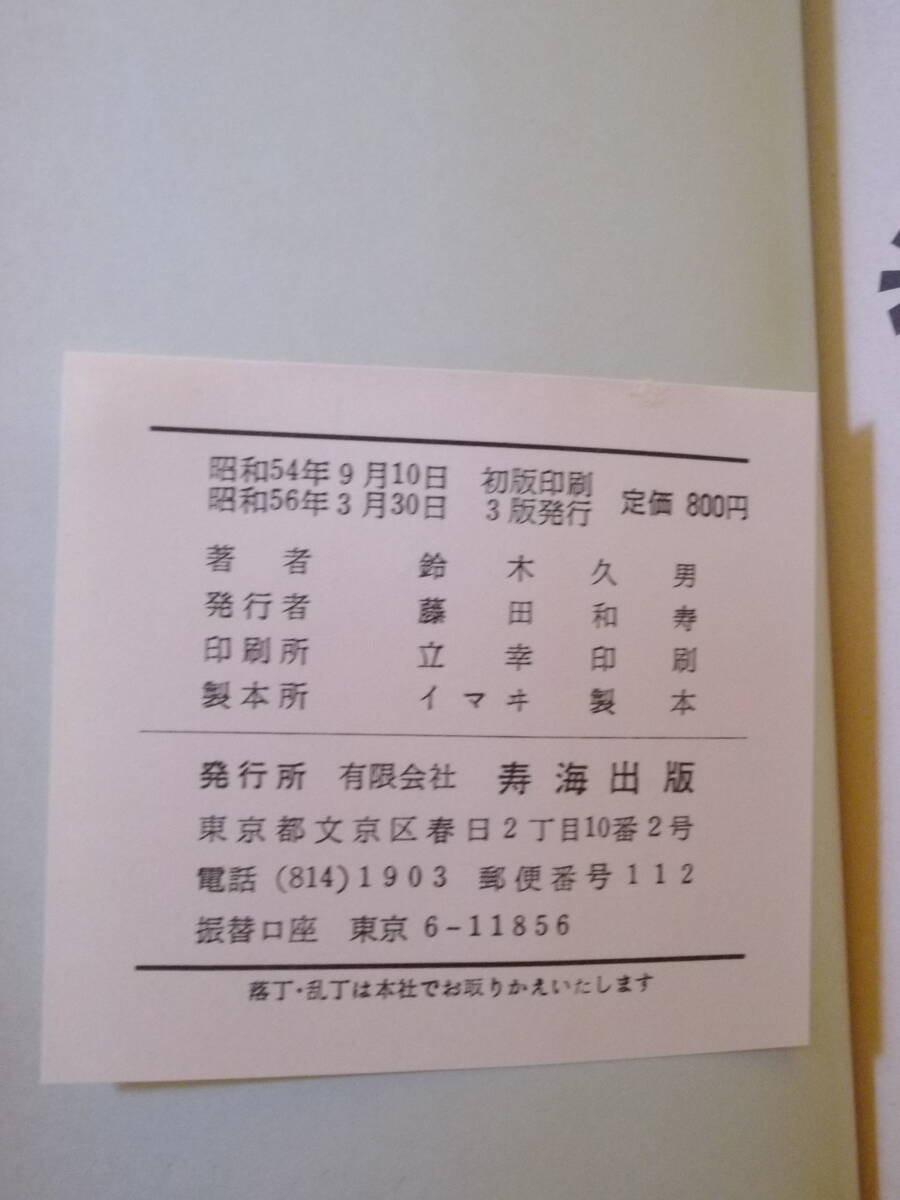 昭和54年9月10日 初版印刷
昭和56年3月30日 3版発行 定価 800円
著者 鈴木久男
発行者 藤田和寿
印刷所 立幸印刷
製本所 イマヰ製本
発行所 有限会社 寿海出版
東京都文京区春日2丁目10番2号
電話 (814)1903 郵便番号112
振替口座 東京6-11856
落丁・乱丁は本社でお取りかえいたします